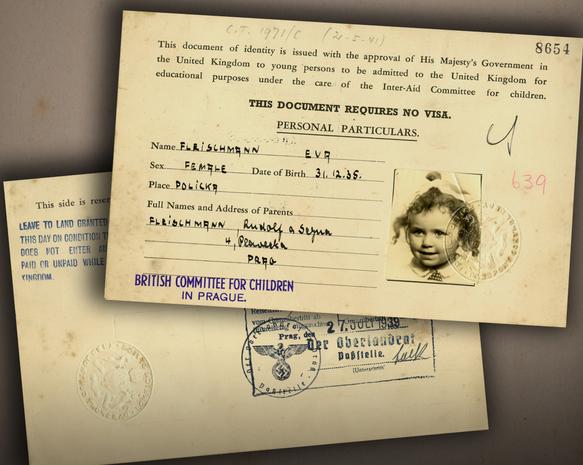 C.T. 1971/C (21-5-41)
8654
This document of identity is issued with the approval of His Majesty's Government in
the United Kingdom to young persons to be admitted to the United Kingdom for
educational purposes under the care of the Inter-Aid Committee for children.
THIS DOCUMENT REQUIRES NO VISA.
PERSONAL PARTICULARS.
639
Name FLEISCHMANN EVA
Sex FEMALE Date of Birth 31.12.35.
Place POLICKA
Full Names and Address of Parents
FLEISCHMANN, Rudolf a
4,
PRAG
BRITISH COMMITTEE FOR CHILDREN
IN PRAGUE.
This side is
LEAVE TO LAND GRANTED
THIS DAY ON CONDITION
DOES NOT ENTER
PAID OR UNPAID WHILE
KINGDOM.
Prag, den
27. JULI 1939
Der Oberlandrat
Paßstelle.
(Unterschrift)